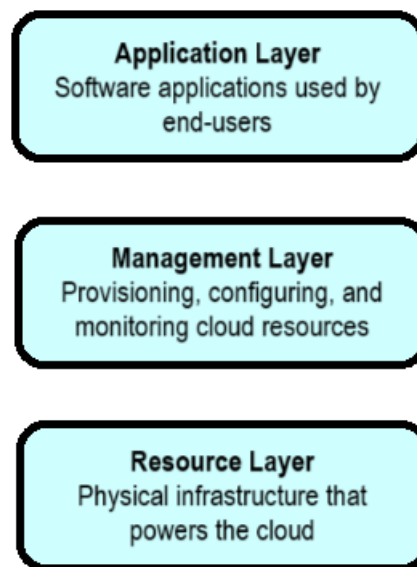 Application Layer
Software applications used by
end-users
Management Layer
Provisioning, configuring, and
monitoring cloud resources
Resource Layer
Physical infrastructure that
powers the cloud